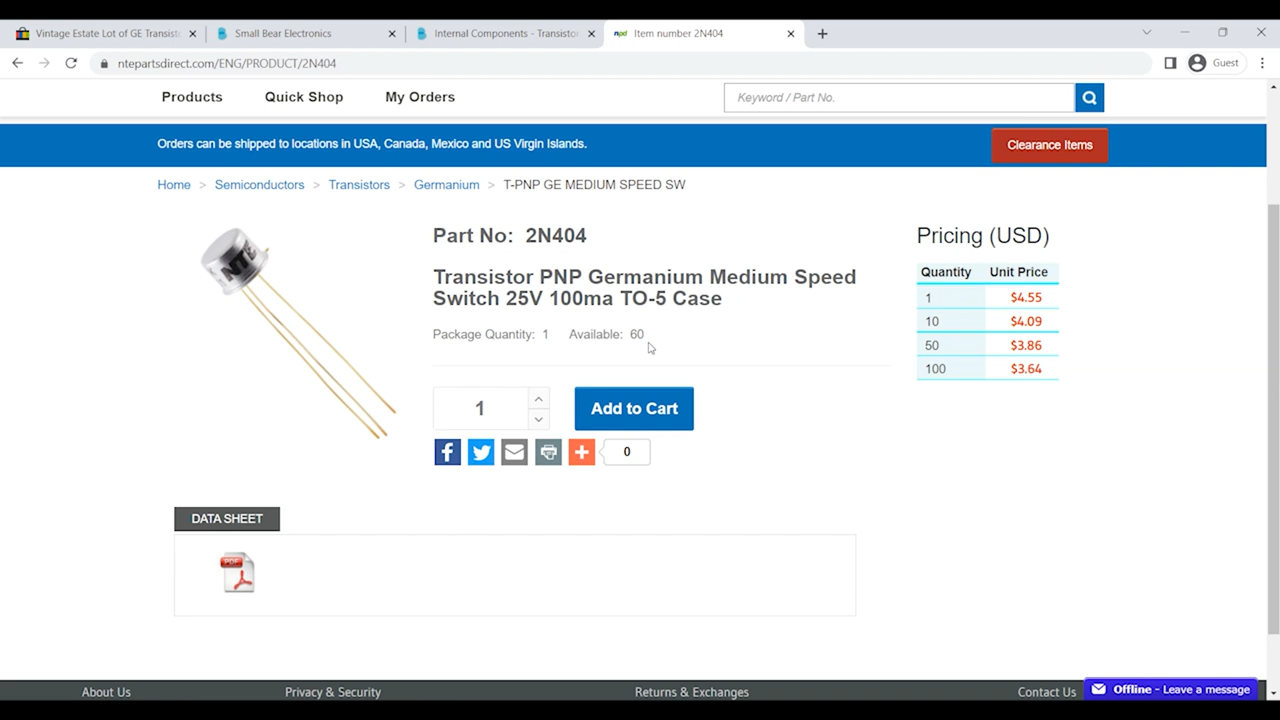 Vintage Estate Lot of GE Transist
Small Bear Electronics
Internal Components - Transistor
npd Item number 2N404
ntepartsdirect.com/ENG/PRODUCT/2N404
Guest
Products Quick Shop My Orders
Keyword / Part No.
Orders can be shipped to locations in USA, Canada, Mexico and US Virgin Islands.
Clearance Items
Home > Semiconductors > Transistors > Germanium > T-PNP GE MEDIUM SPEED SW
NTE
Part No: 2N404
Transistor PNP Germanium Medium Speed
Switch 25V 100ma TO-5 Case
Package Quantity: 1 Available: 60
1
Add to Cart
0
Pricing (USD)
Quantity Unit Price
1 $4.55
10 $4.09
50 $3.86
100 $3.64
DATA SHEET
PDF
About Us Privacy & Security Returns & Exchanges Contact Us
Offline - Leave a message